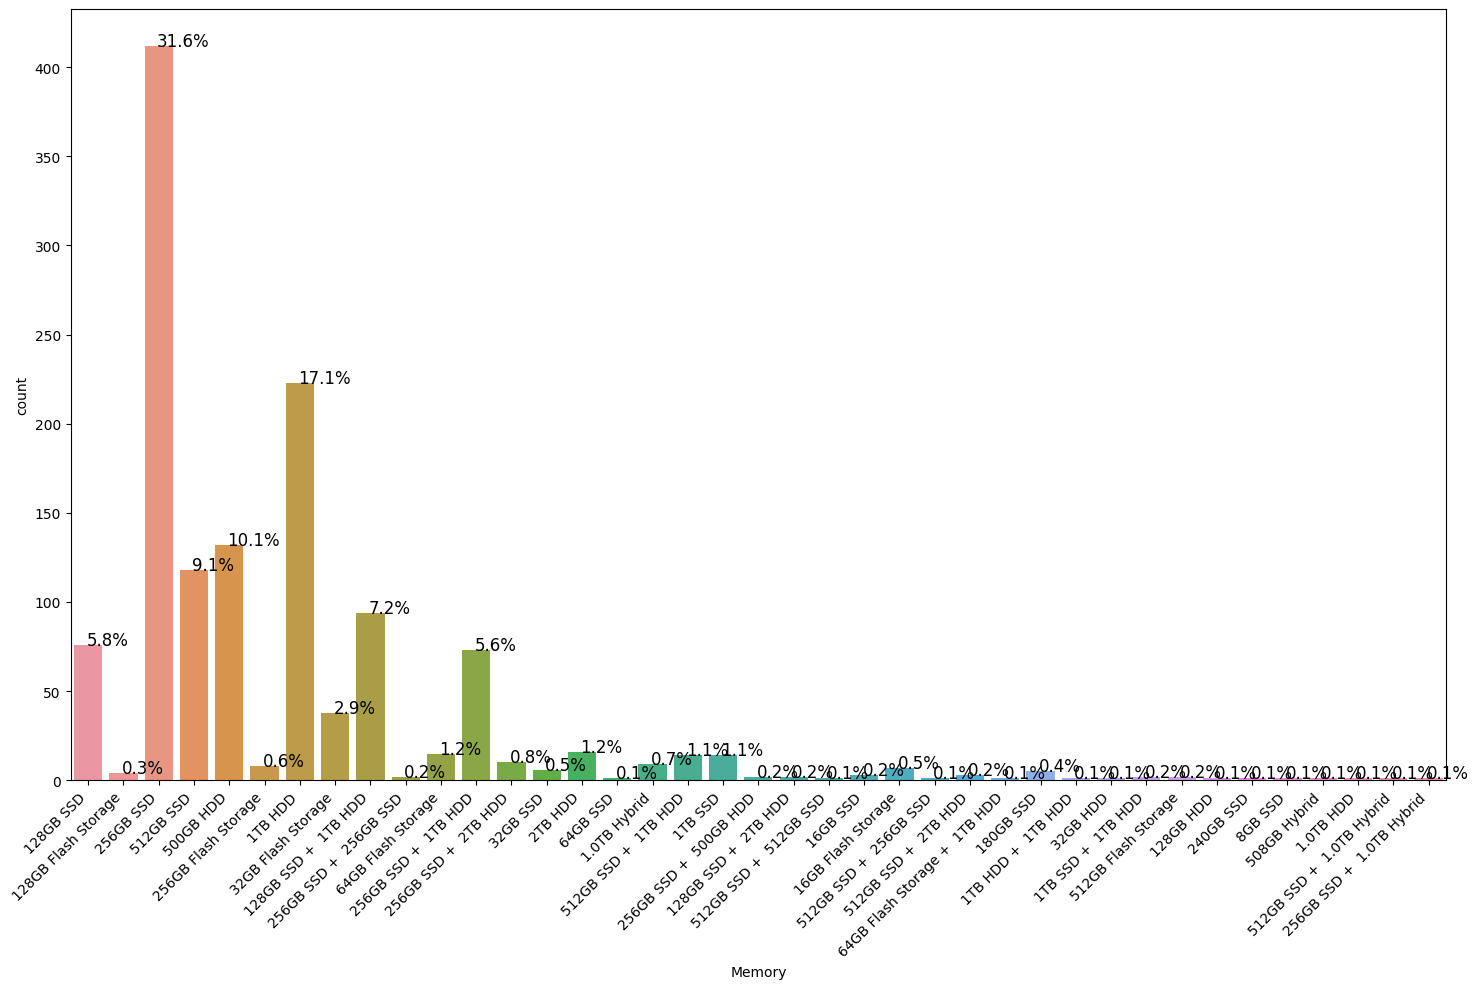 400
350
300
250
200
150
100
50
0
count
5.8%
0.3%
31.6%
9.1%
10.1%
0.6%
17.1%
2.9%
7.2%
0.2%
1.2%
5.6%
0.8%
0.5%
1.2%
0.1%
0.7%
1.1%
1.1%
0.2%
0.2%
0.1%
0.2%
0.5%
0.1%
0.2%
0.1%
0.4%
0.1%
0.1%
0.2%
0.2%
0.1%
0.1%
0.1%
0.1%
0.1%
0.1%
0.1%
128GB SSD
128GB Flash Storage
256GB SSD
512GB SSD
500GB HDD
256GB Flash Storage
1TB HDD
32GB Flash Storage
128GB SSD + 1TB HDD
256GB SSD + 256GB SSD
64GB Flash Storage
256GB SSD + 1TB HDD
256GB SSD + 2TB HDD
32GB SSD
2TB HDD
64GB SSD
1.0TB Hybrid
512GB SSD + 1TB HDD
1TB SSD
256GB SSD + 500GB HDD
128GB SSD + 2TB HDD
512GB SSD + 512GB SSD
16GB SSD
16GB Flash Storage
512GB SSD + 256GB SSD
512GB SSD + 2TB HDD
64GB Flash Storage + 1TB HDD
180GB SSD
1TB HDD + 1TB HDD
32GB HDD
1TB SSD + 1TB HDD
512GB Flash Storage
128GB HDD
240GB SSD
8GB SSD
508GB Hybrid
1.0TB HDD
512GB SSD + 1.0TB Hybrid
256GB SSD + 1.0TB Hybrid
Memory